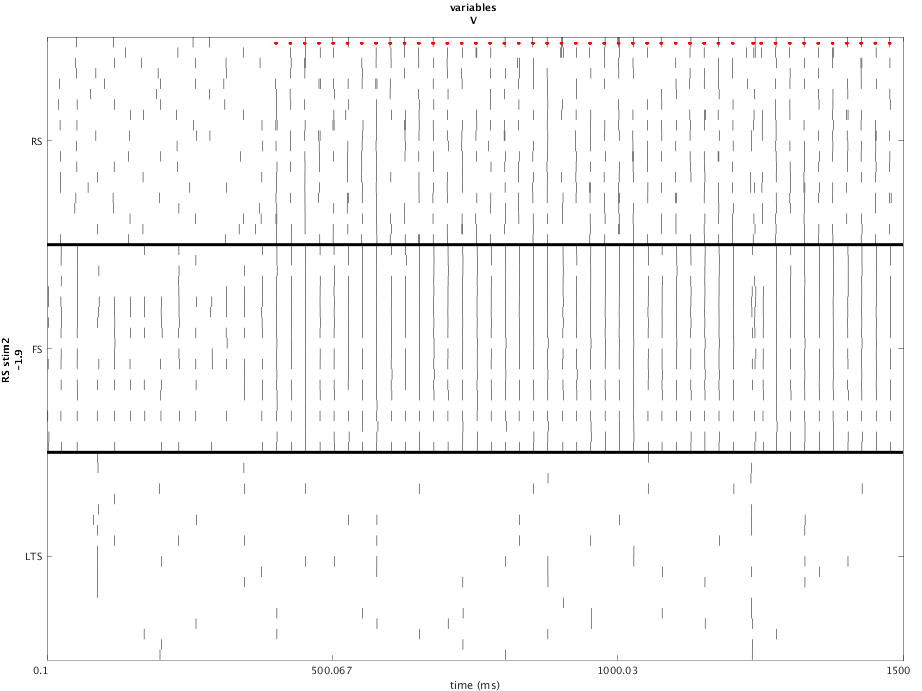 variables
V
RS
FS
LTS
RS stim2
-1.9
0.1
500.067
1000.03
1500
time (ms)